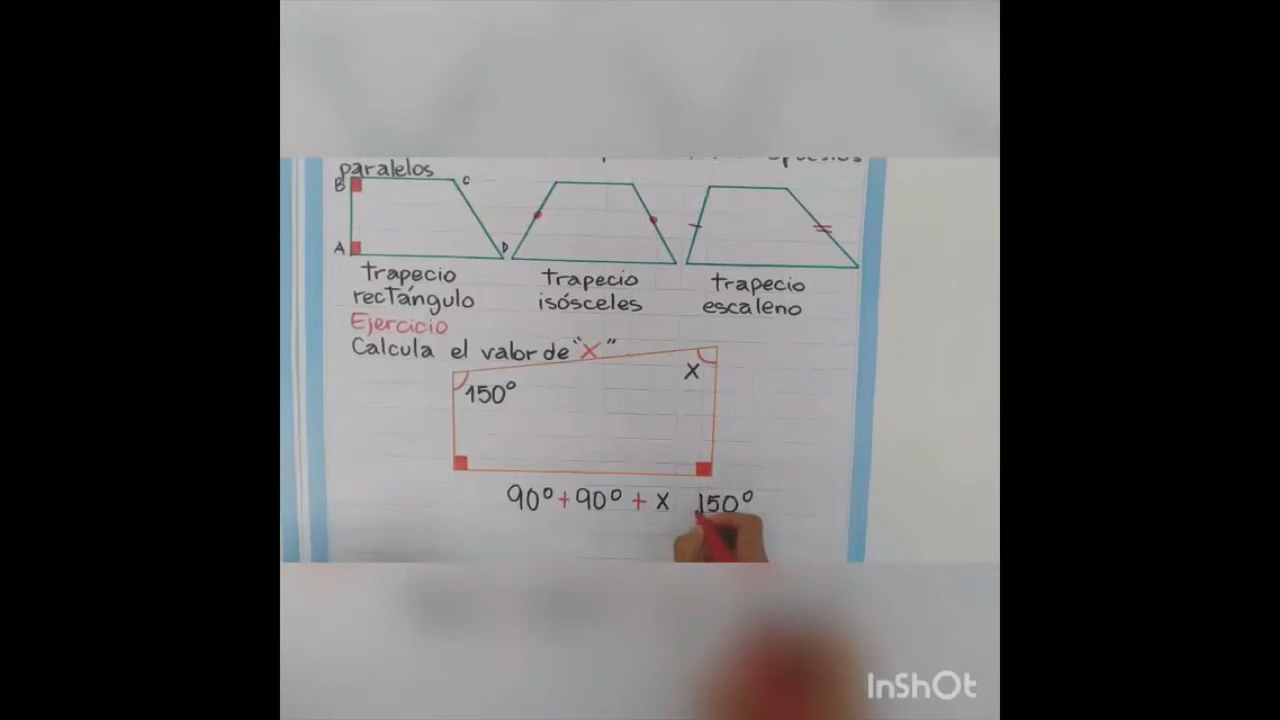 paralelos
B C
A D
trapecio rectángulo
trapecio isósceles
trapecio escaleno
Ejercicio
Calcula el valor de "X"
150° X
90° + 90° + X 150°
InShOt